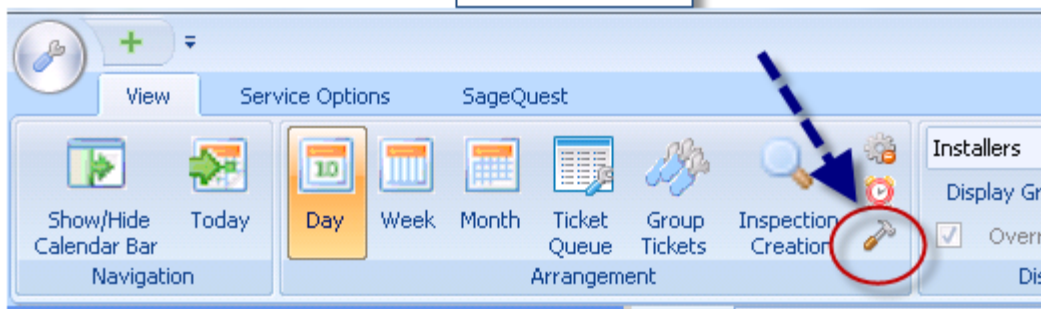 View Service Options SageQuest
10
Installers
Display Gr
Show/Hide Today Day Week Month Ticket Group Inspection
Calendar Bar Queue Tickets Creation
Overr
Navigation Arrangement Dis